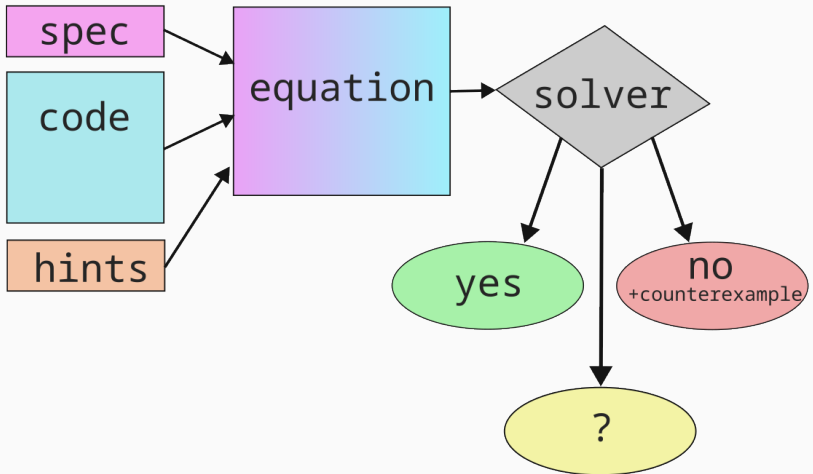 spec
code
hints
equation
solver
yes
no
+counterexample
?